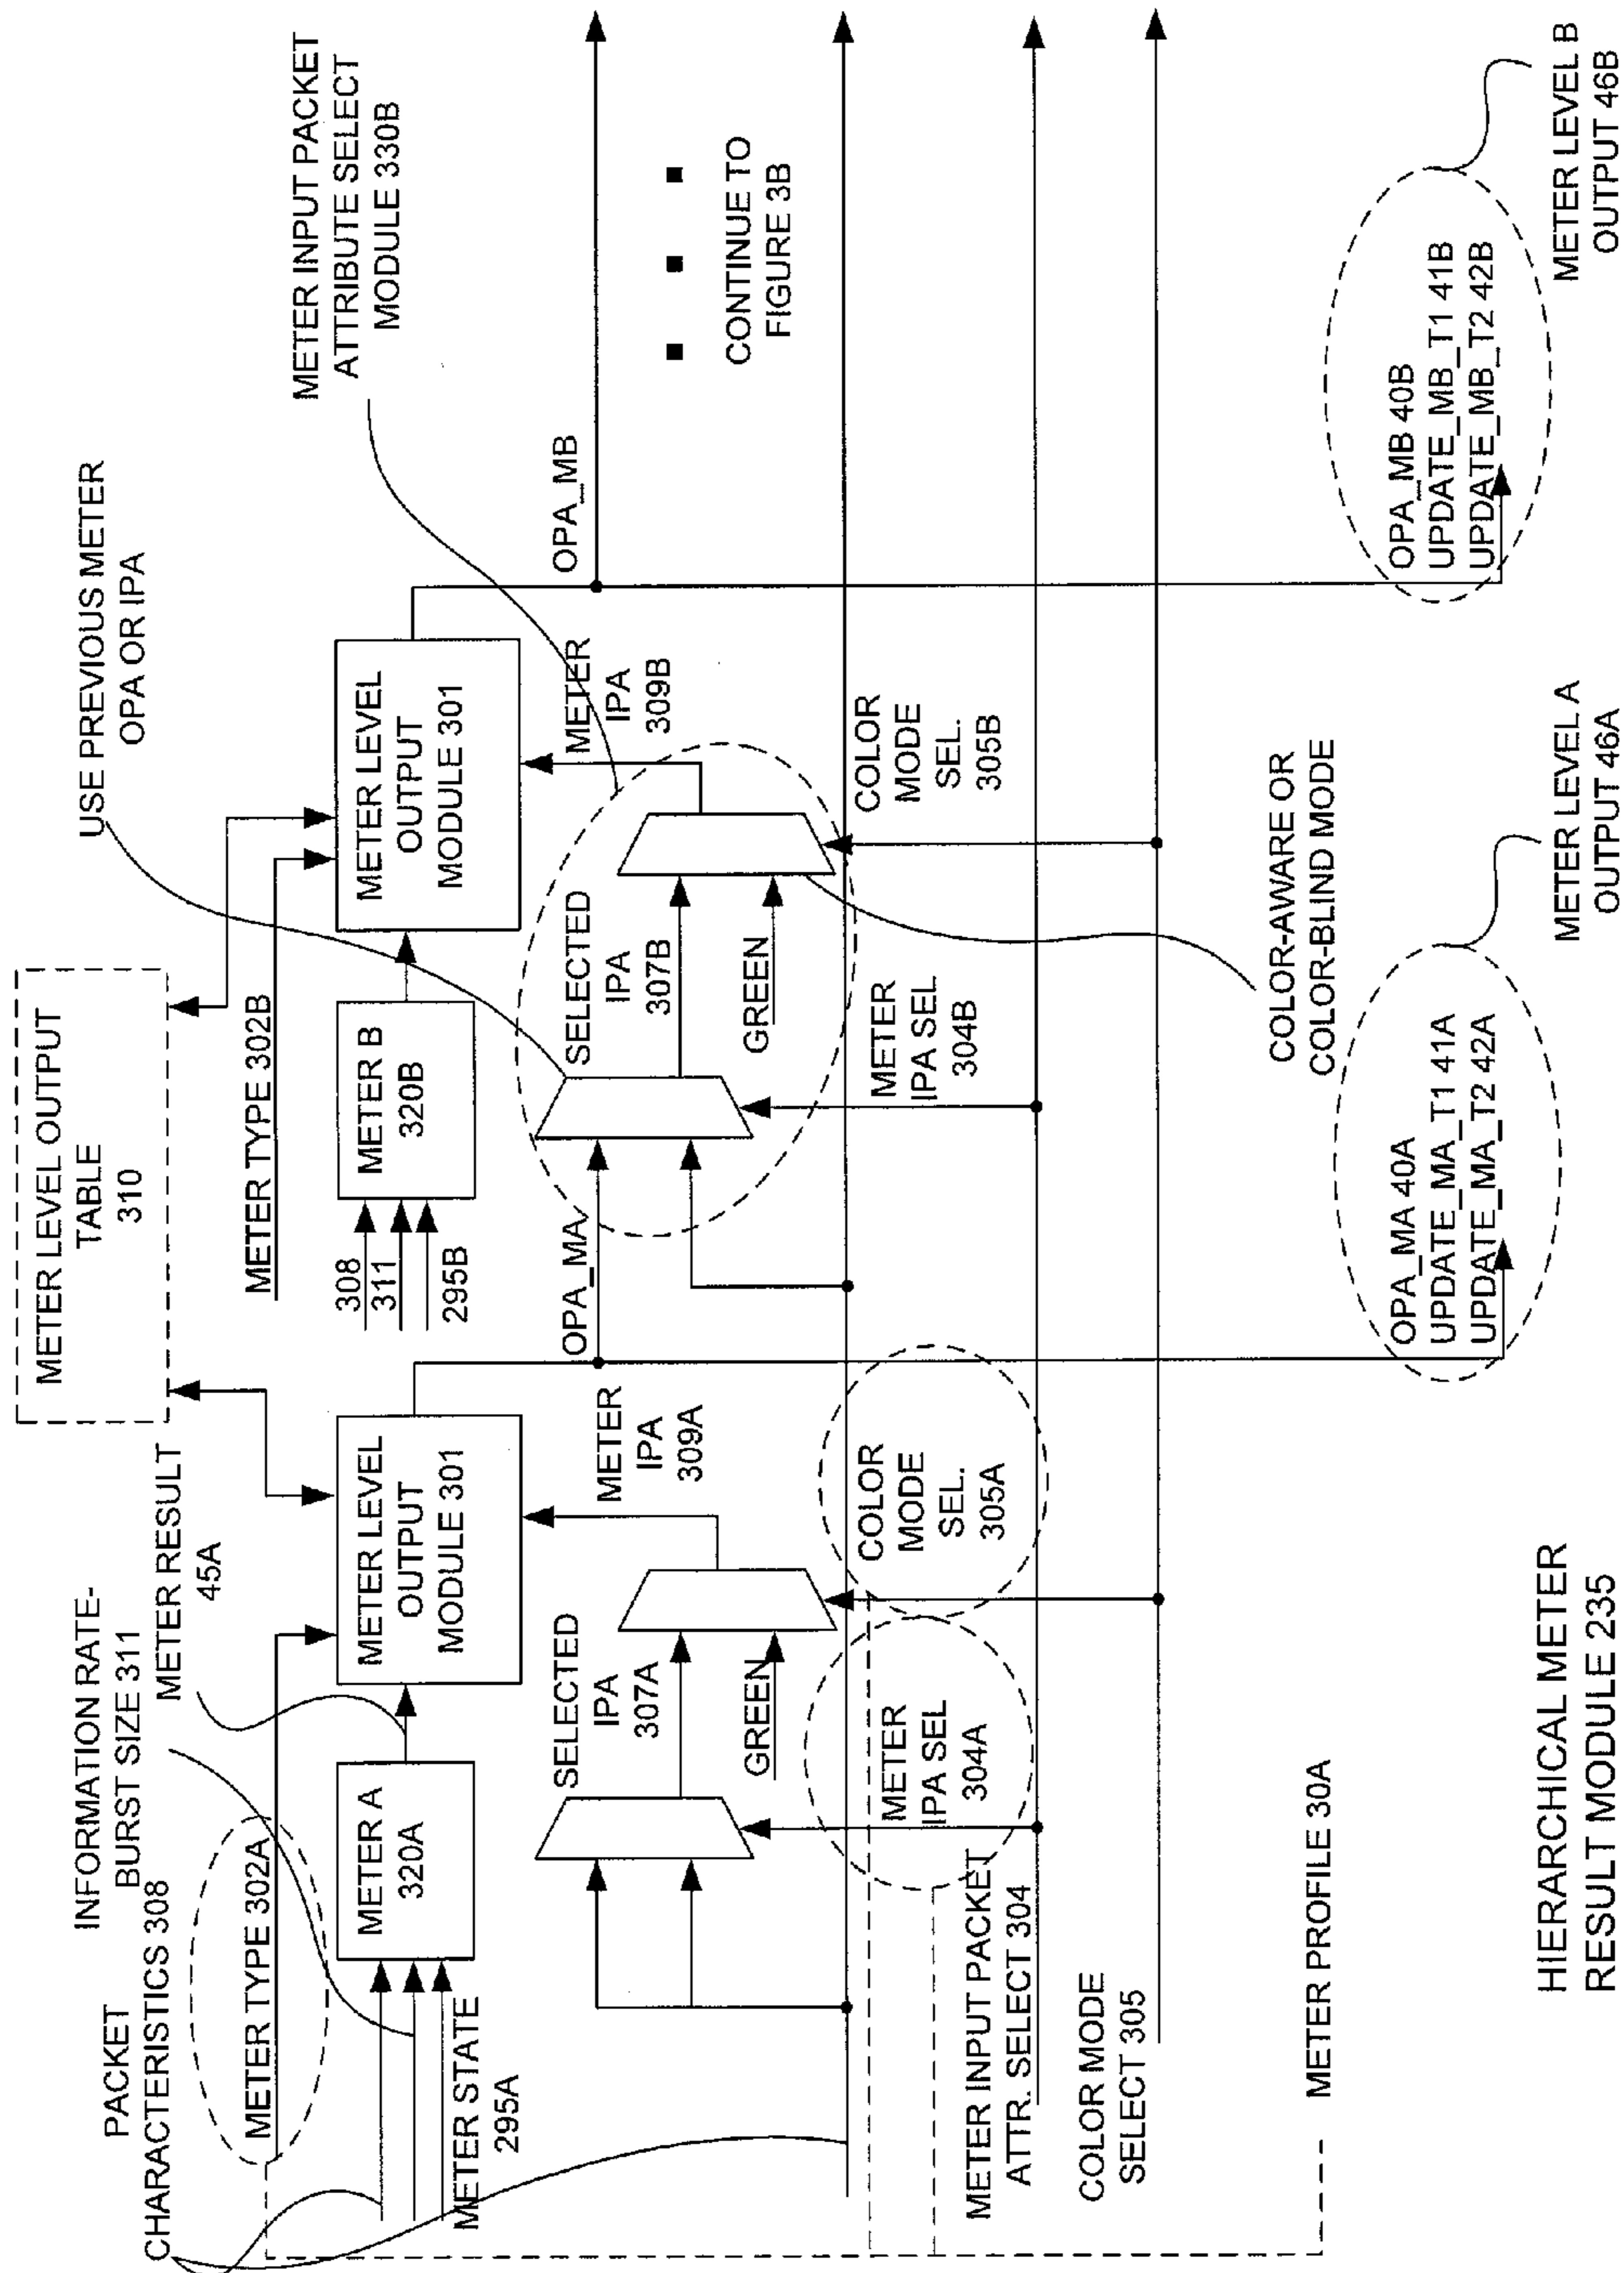 PACKET
CHARACTERISTICS 308
INFORMATION RATE-
BURST SIZE 311
METER RESULT
45A
METER LEVEL OUTPUT
TABLE
310
USE PREVIOUS METER
OPA OR IPA
METER INPUT PACKET
ATTRIBUTE SELECT
MODULE 330B
METER TYPE 302A
METER A
320A
METER STATE
295A
METER LEVEL
OUTPUT
MODULE 301
METER TYPE 302B
308
311
295B
METER B
320B
METER LEVEL
OUTPUT
MODULE 301
SELECTED
IPA
307A
GREEN
METER
IPA
309A
OPA_MA
SELECTED
IPA
307B
GREEN
METER
IPA
309B
OPA_MB
CONTINUE TO
FIGURE 3B
METER
IPA SEL
304A
COLOR
MODE
SEL.
305A
METER
IPA SEL
304B
COLOR
MODE
SEL.
305B
METER INPUT PACKET
ATTR. SELECT 304
COLOR MODE
SELECT 305
COLOR-AWARE OR
COLOR-BLIND MODE
METER PROFILE 30A
OPA_MA 40A
UPDATE_MA_T1 41A
UPDATE_MA_T2 42A
METER LEVEL A
OUTPUT 46A
OPA_MB 40B
UPDATE_MB_T1 41B
UPDATE_MB_T2 42B
METER LEVEL B
OUTPUT 46B
HIERARCHICAL METER
RESULT MODULE 235